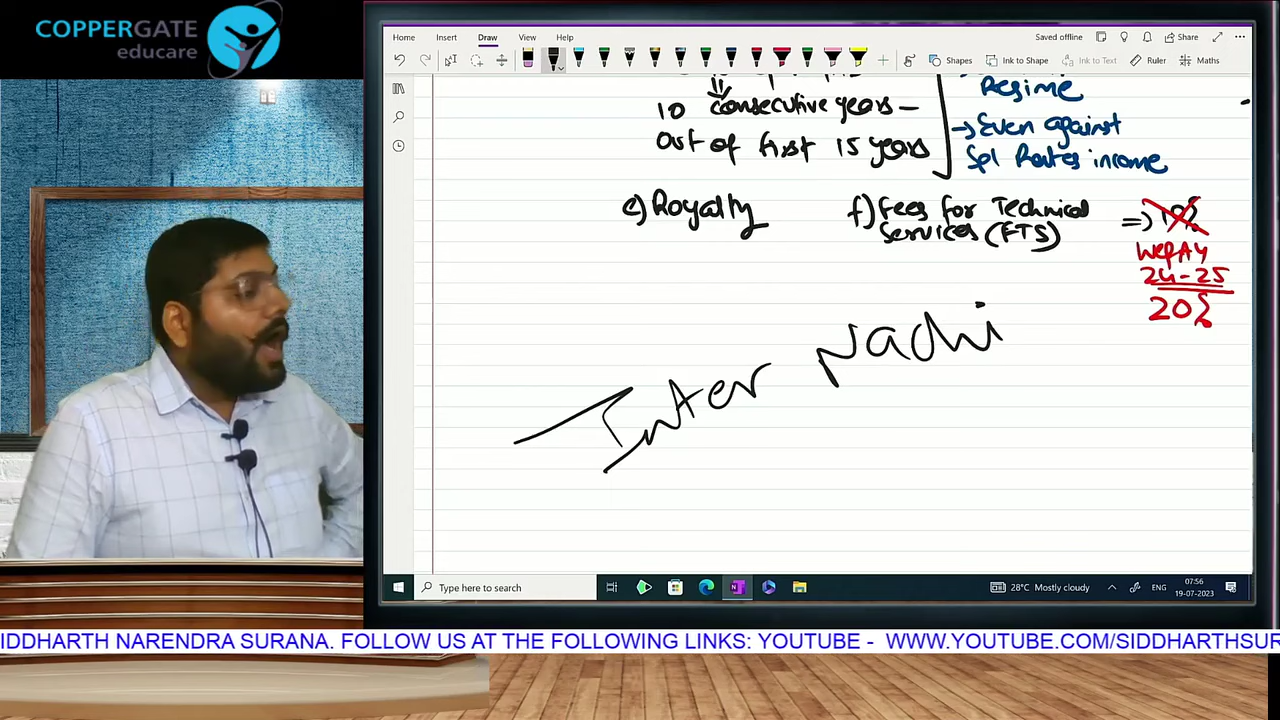 COPPERGATE
educare
Home Insert Draw View Help
Saved offline
Share
Shapes
Ink to Shape
Ink to Text
Ruler
Maths
Regime
10 consecutive years –
out of first 15 years
→ Even against
Spl Rates income
e) Royalty
f) Fees for Technical
Services (FTS)
=> 10%
Wef AY
24-25
20%
Inter Nadhi
Type here to search
28°C Mostly cloudy
ENG
07:56
19-07-2023
SIDDHARTH NARENDRA SURANA. FOLLOW US AT THE FOLLOWING LINKS: YOUTUBE - WWW.YOUTUBE.COM/SIDDHARTHSUR